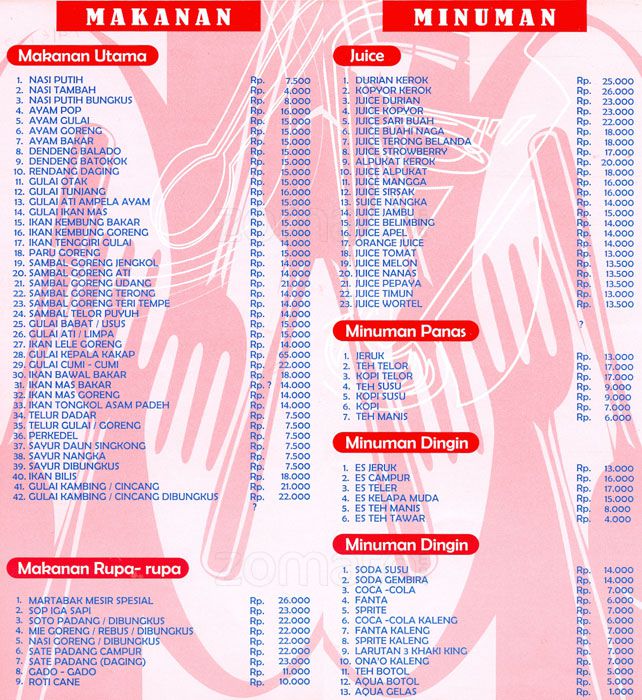 MAKANAN
Makanan Utama
1. NASI PUTIH Rp. 7.500
2. NASI TAMBAH Rp. 4.000
3. NASI PUTIH BUNGKUS Rp. 8.000
4. AYAM POP Rp. 16.000
5. AYAM GULAI Rp. 15.000
6. AYAM GORENG Rp. 15.000
7. AYAM BAKAR Rp. 15.000
8. DENDENG BALADO Rp. 15.000
9. DENDENG BATOKOK Rp. 15.000
10. RENDANG DAGING Rp. 15.000
11. GULAI OTAK Rp. 15.000
12. GULAI TUNJANG Rp. 16.000
13. GULAI ATI AMPELA AYAM Rp. 15.000
14. GULAI IKAN MAS Rp. 15.000
15. IKAN KEMBUNG BAKAR Rp. 15.000
16. IKAN KEMBUNG GORENG Rp. 15.000
17. IKAN TENGGIRI GULAI Rp. 14.000
18. PARU GORENG Rp. 15.000
19. SAMBAL GORENG JENGKOL Rp. 14.000
20. SAMBAL GORENG ATI Rp. 14.000
21. SAMBAL GORENG UDANG Rp. 21.000
22. SAMBAL GORENG TERONG Rp. 14.000
23. SAMBAL GORENG TERI TEMPE Rp. 14.000
24. SAMBAL TELOR PUYUH Rp. 14.000
25. GULAI BABAT / USUS Rp. 15.000
26. GULAI ATI / LIMPA Rp. 15.000
27. IKAN LELE GORENG Rp. 14.000
28. GULAI KEPALA KAKAP Rp. 65.000
29. GULAI CUMI - CUMI Rp. 22.000
30. IKAN BAWAL BAKAR Rp. 18.000
31. IKAN MAS BAKAR Rp. ? 14.000
32. IKAN MAS GORENG Rp. 14.000
33. IKAN TONGKOL ASAM PADEH Rp. 14.000
34. TELUR DADAR Rp. 7.500
35. TELUR GULAI / GORENG Rp. 7.500
36. PERKEDEL Rp. 7.500
37. SAYUR DAUN SINGKONG Rp. 7.500
38. SAYUR NANGKA Rp. 7.500
39. SAYUR DIBUNGKUS Rp. 7.500
40. IKAN BILIS Rp. 18.000
41. GULAI KAMBING / CINCANG Rp. 21.000
42. GULAI KAMBING / CINCANG DIBUNGKUS Rp. 22.000
?
Makanan Rupa- rupa
1. MARTABAK MESIR SPESIAL Rp. 26.000
2. SOP IGA SAPI Rp. 23.000
3. SOTO PADANG / DIBUNGKUS Rp. 22.000
4. MIE GORENG / REBUS / DIBUNGKUS Rp. 22.000
5. NASI GORENG / DIBUNGKUS Rp. 22.000
6. SATE PADANG CAMPUR Rp. 22.000
7. SATE PADANG (DAGING) Rp. 23.000
8. GADO - GADO Rp. 11.000
9. ROTI CANE Rp. 10.000
MINUMAN
Juice
1. DURIAN KEROK Rp. 25.000
2. KOPYOR KEROK Rp. 26.000
3. JUICE DURIAN Rp. 23.000
4. JUICE KOPYOR Rp. 23.000
5. JUICE SARI BUAH Rp. 22.000
6. JUICE BUAHI NAGA Rp. 18.000
7. JUICE TERONG BELANDA Rp. 18.000
8. JUICE STROWBERRY Rp. 17.000
9. ALPUKAT KEROK Rp. 20.000
10. JUICE ALPUKAT Rp. 18.000
11. JUICE MANGGA Rp. 16.000
12. JUICE SIRSAK Rp. 16.000
13. JUICE NANGKA Rp. 14.000
14. JUICE JAMBU Rp. 15.000
15. JUICE BELIMBING Rp. 14.000
16. JUICE APEL Rp. 14.000
17. ORANGE JUICE Rp. 14.000
18. JUICE TOMAT Rp. 13.000
19. JUICE MELON Rp. 13.500
20. JUICE NANAS Rp. 13.500
21. JUICE PEPAYA Rp. 13.500
22. JUICE TIMUN Rp. 13.000
23. JUICE WORTEL Rp. 13.500
?
Minuman Panas
1. JERUK Rp. 13.000
2. TEH TELOR Rp. 17.000
3. KOPI TELOR Rp. 17.000
4. TEH SUSU Rp. 9.000
5. KOPI SUSU Rp. 9.000
6. KOPI Rp. 7.000
7. TEH MANIS Rp. 6.000
Minuman Dingin
1. ES JERUK Rp. 13.000
2. ES CAMPUR Rp. 16.000
3. ES TELER Rp. 17.000
4. ES KELAPA MUDA Rp. 15.000
5. ES TEH MANIS Rp. 8.000
6. ES TEH TAWAR Rp. 4.000
Minuman Dingin
1. SODA SUSU Rp. 14.000
2. SODA GEMBIRA Rp. 14.000
3. COCA -COLA Rp. 7.000
4. FANTA Rp. 6.000
5. SPRITE Rp. 7.000
6. COCA -COLA KALENG Rp. 7.000
7. FANTA KALENG Rp. 7.000
8. SPRITE KALENG Rp. 7.000
9. LARUTAN 3 KHAKI KING Rp. 7.000
10. ONA'O KALENG Rp. 7.000
11. TEH BOTOL Rp. 5.000
12. AQUA BOTOL Rp. 5.000
13. AQUA GELAS Rp. 1.000